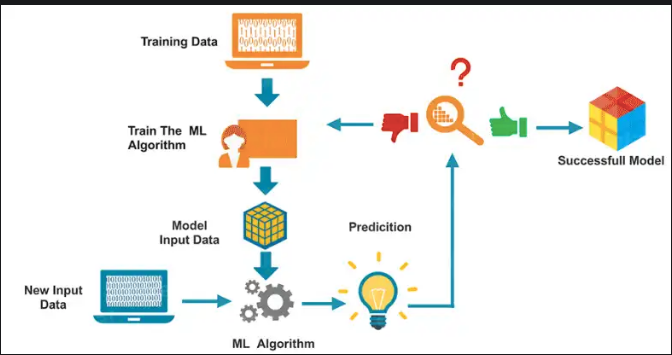 Training Data
?
Train The ML
Algorithm
Successfull Model
Model
Input Data
Predicition
New Input
Data
ML Algorithm